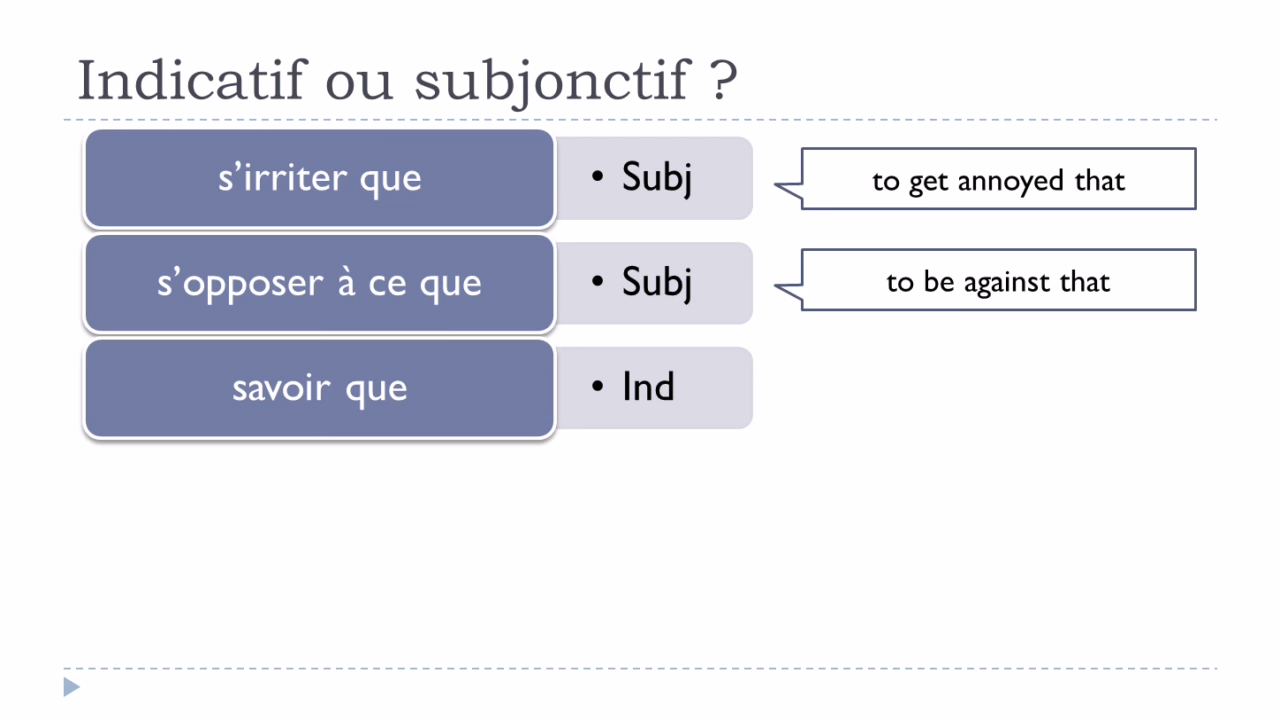 Indicatif ou subjonctif ?
s’irriter que
• Subj
to get annoyed that
s’opposer à ce que
• Subj
to be against that
savoir que
• Ind